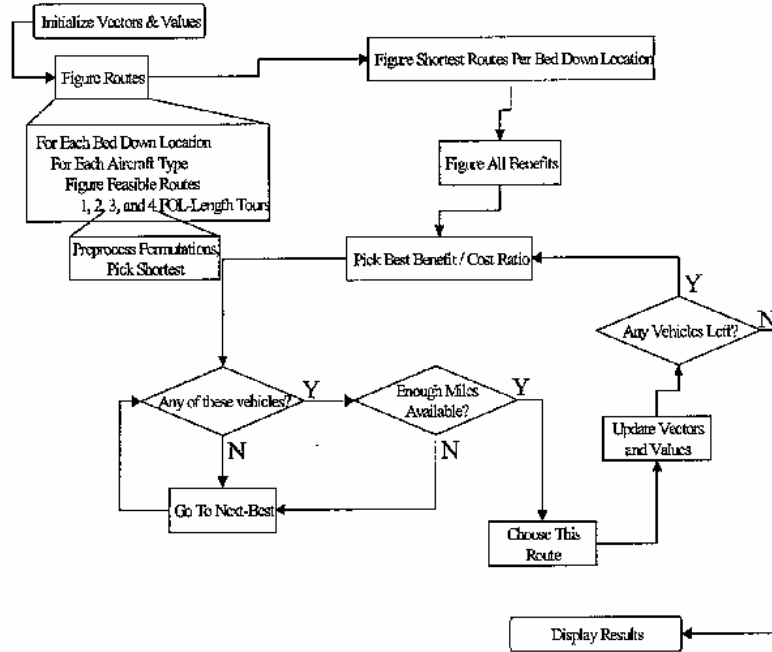 Initialize Vectors & Values
Figure Routes
Figure Shortest Routes Per Bed Down Location
For Each Bed Down Location
For Each Aircraft Type
Figure Feasible Routes
1, 2, 3, and 4 FOL-Length Tours
Preprocess Permutations,
Pick Shortest
Figure All Benefits
Pick Best Benefit / Cost Ratio
Y
Any Vehicles Left?
N
Any of these vehicles?
Y
Enough Miles
Available?
Y
N
N
Update Vectors
and Values
Go To Next-Best
Choose This
Route
Display Results